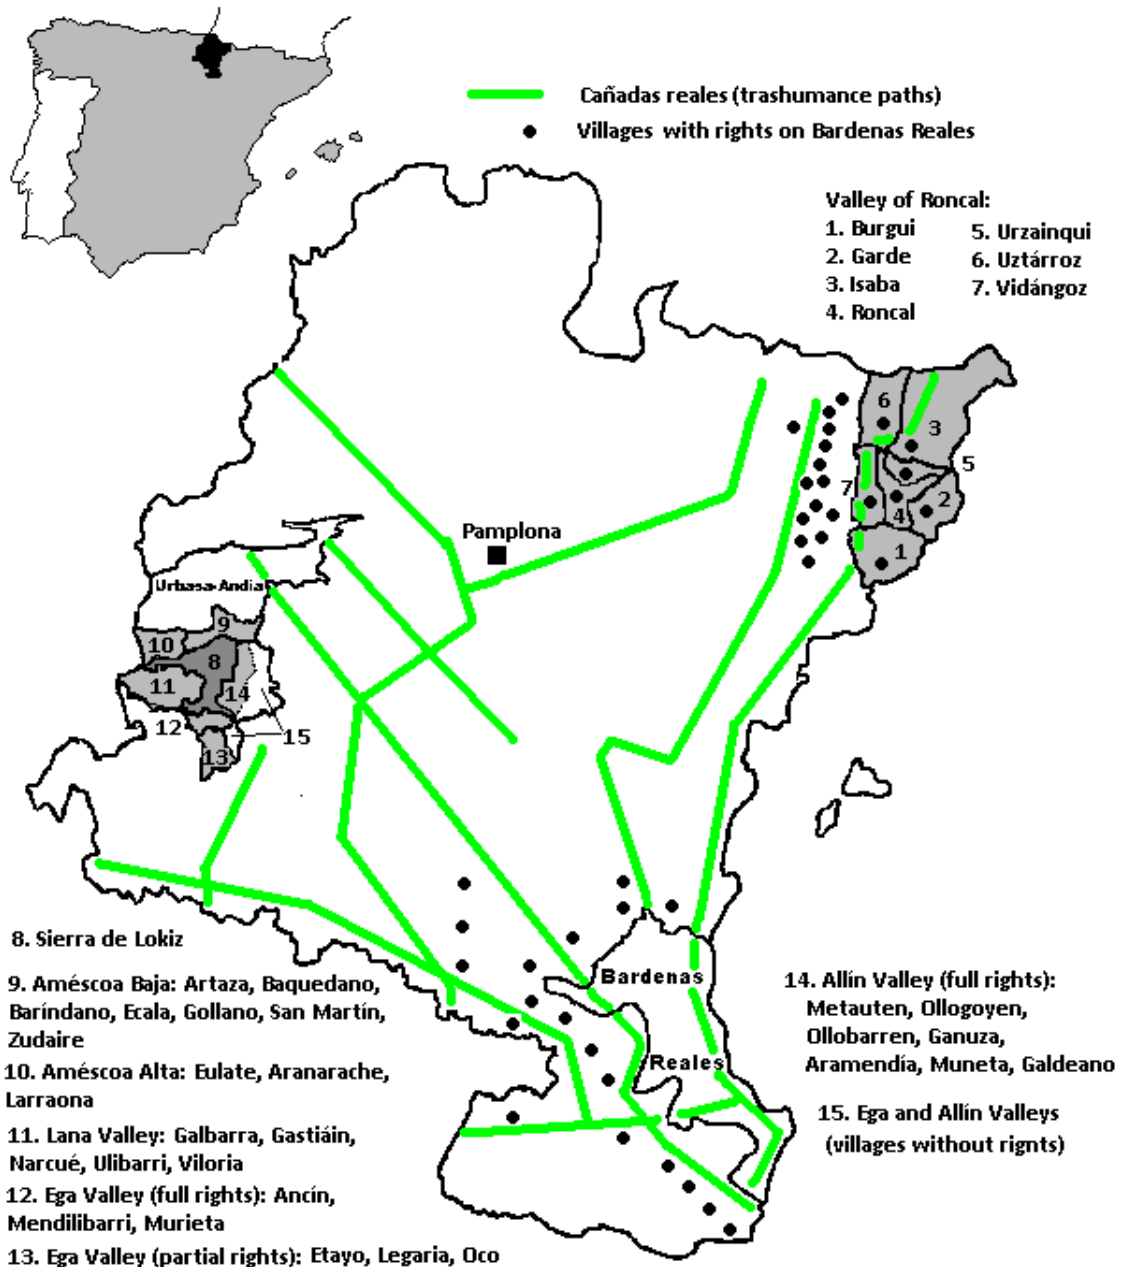 Cañadas reales (trashumance paths)
Villages with rights on Bardenas Reales
Valley of Roncal:
1. Burgui
2. Garde
3. Isaba
4. Roncal
5. Urzainqui
6. Uztárroz
7. Vidángoz
6
3
5
7
4
2
1
Pamplona
Urbasa-Andia
9
10
8
11
14
12
15
13
Bardenas
Reales
8. Sierra de Lokiz
9. Améscoa Baja: Artaza, Baquedano,
Baríndano, Ecala, Gollano, San Martín,
Zudaire
10. Améscoa Alta: Eulate, Aranarache,
Larraona
11. Lana Valley: Galbarra, Gastiáin,
Narcué, Ulibarri, Viloria
12. Ega Valley (full rights): Ancín,
Mendilibarri, Murieta
13. Ega Valley (partial rights): Etayo, Legaria, Oco
14. Allín Valley (full rights):
Metauten, Ollogoyen,
Ollobarren, Ganuza,
Aramendía, Muneta, Galdeano
15. Ega and Allín Valleys
(villages without rignts)